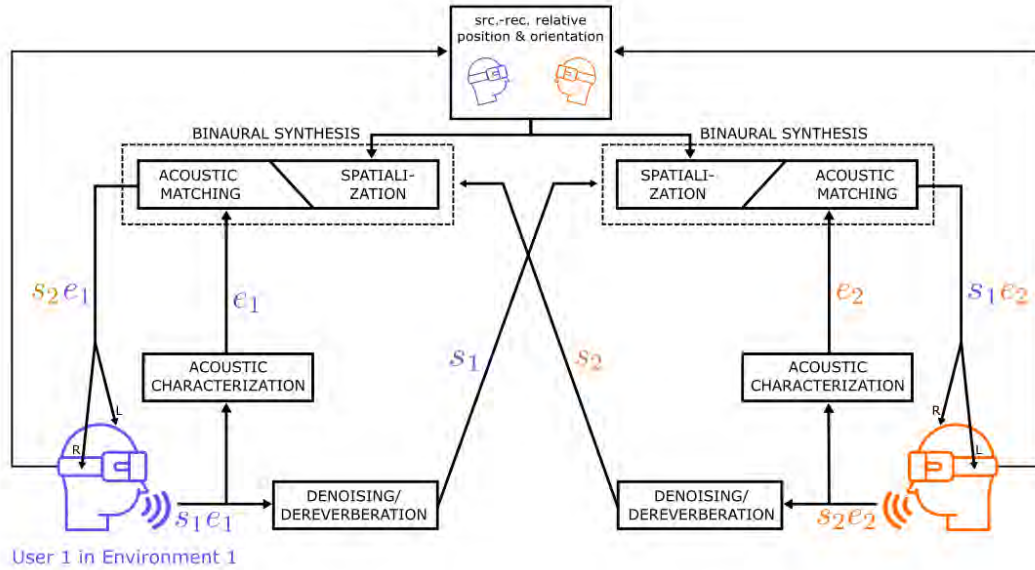 src.-rec. relative
position & orientation
BINAURAL SYNTHESIS
BINAURAL SYNTHESIS
ACOUSTIC
MATCHING
SPATIALI-
ZATION
SPATIALI-
ZATION
ACOUSTIC
MATCHING
s2e1
e1
s1
s2
e2
s1e2
ACOUSTIC
CHARACTERIZATION
ACOUSTIC
CHARACTERIZATION
L
R
R
L
DENOISING/
DEREVERBERATION
DENOISING/
DEREVERBERATION
s1e1
s2e2
User 1 in Environment 1